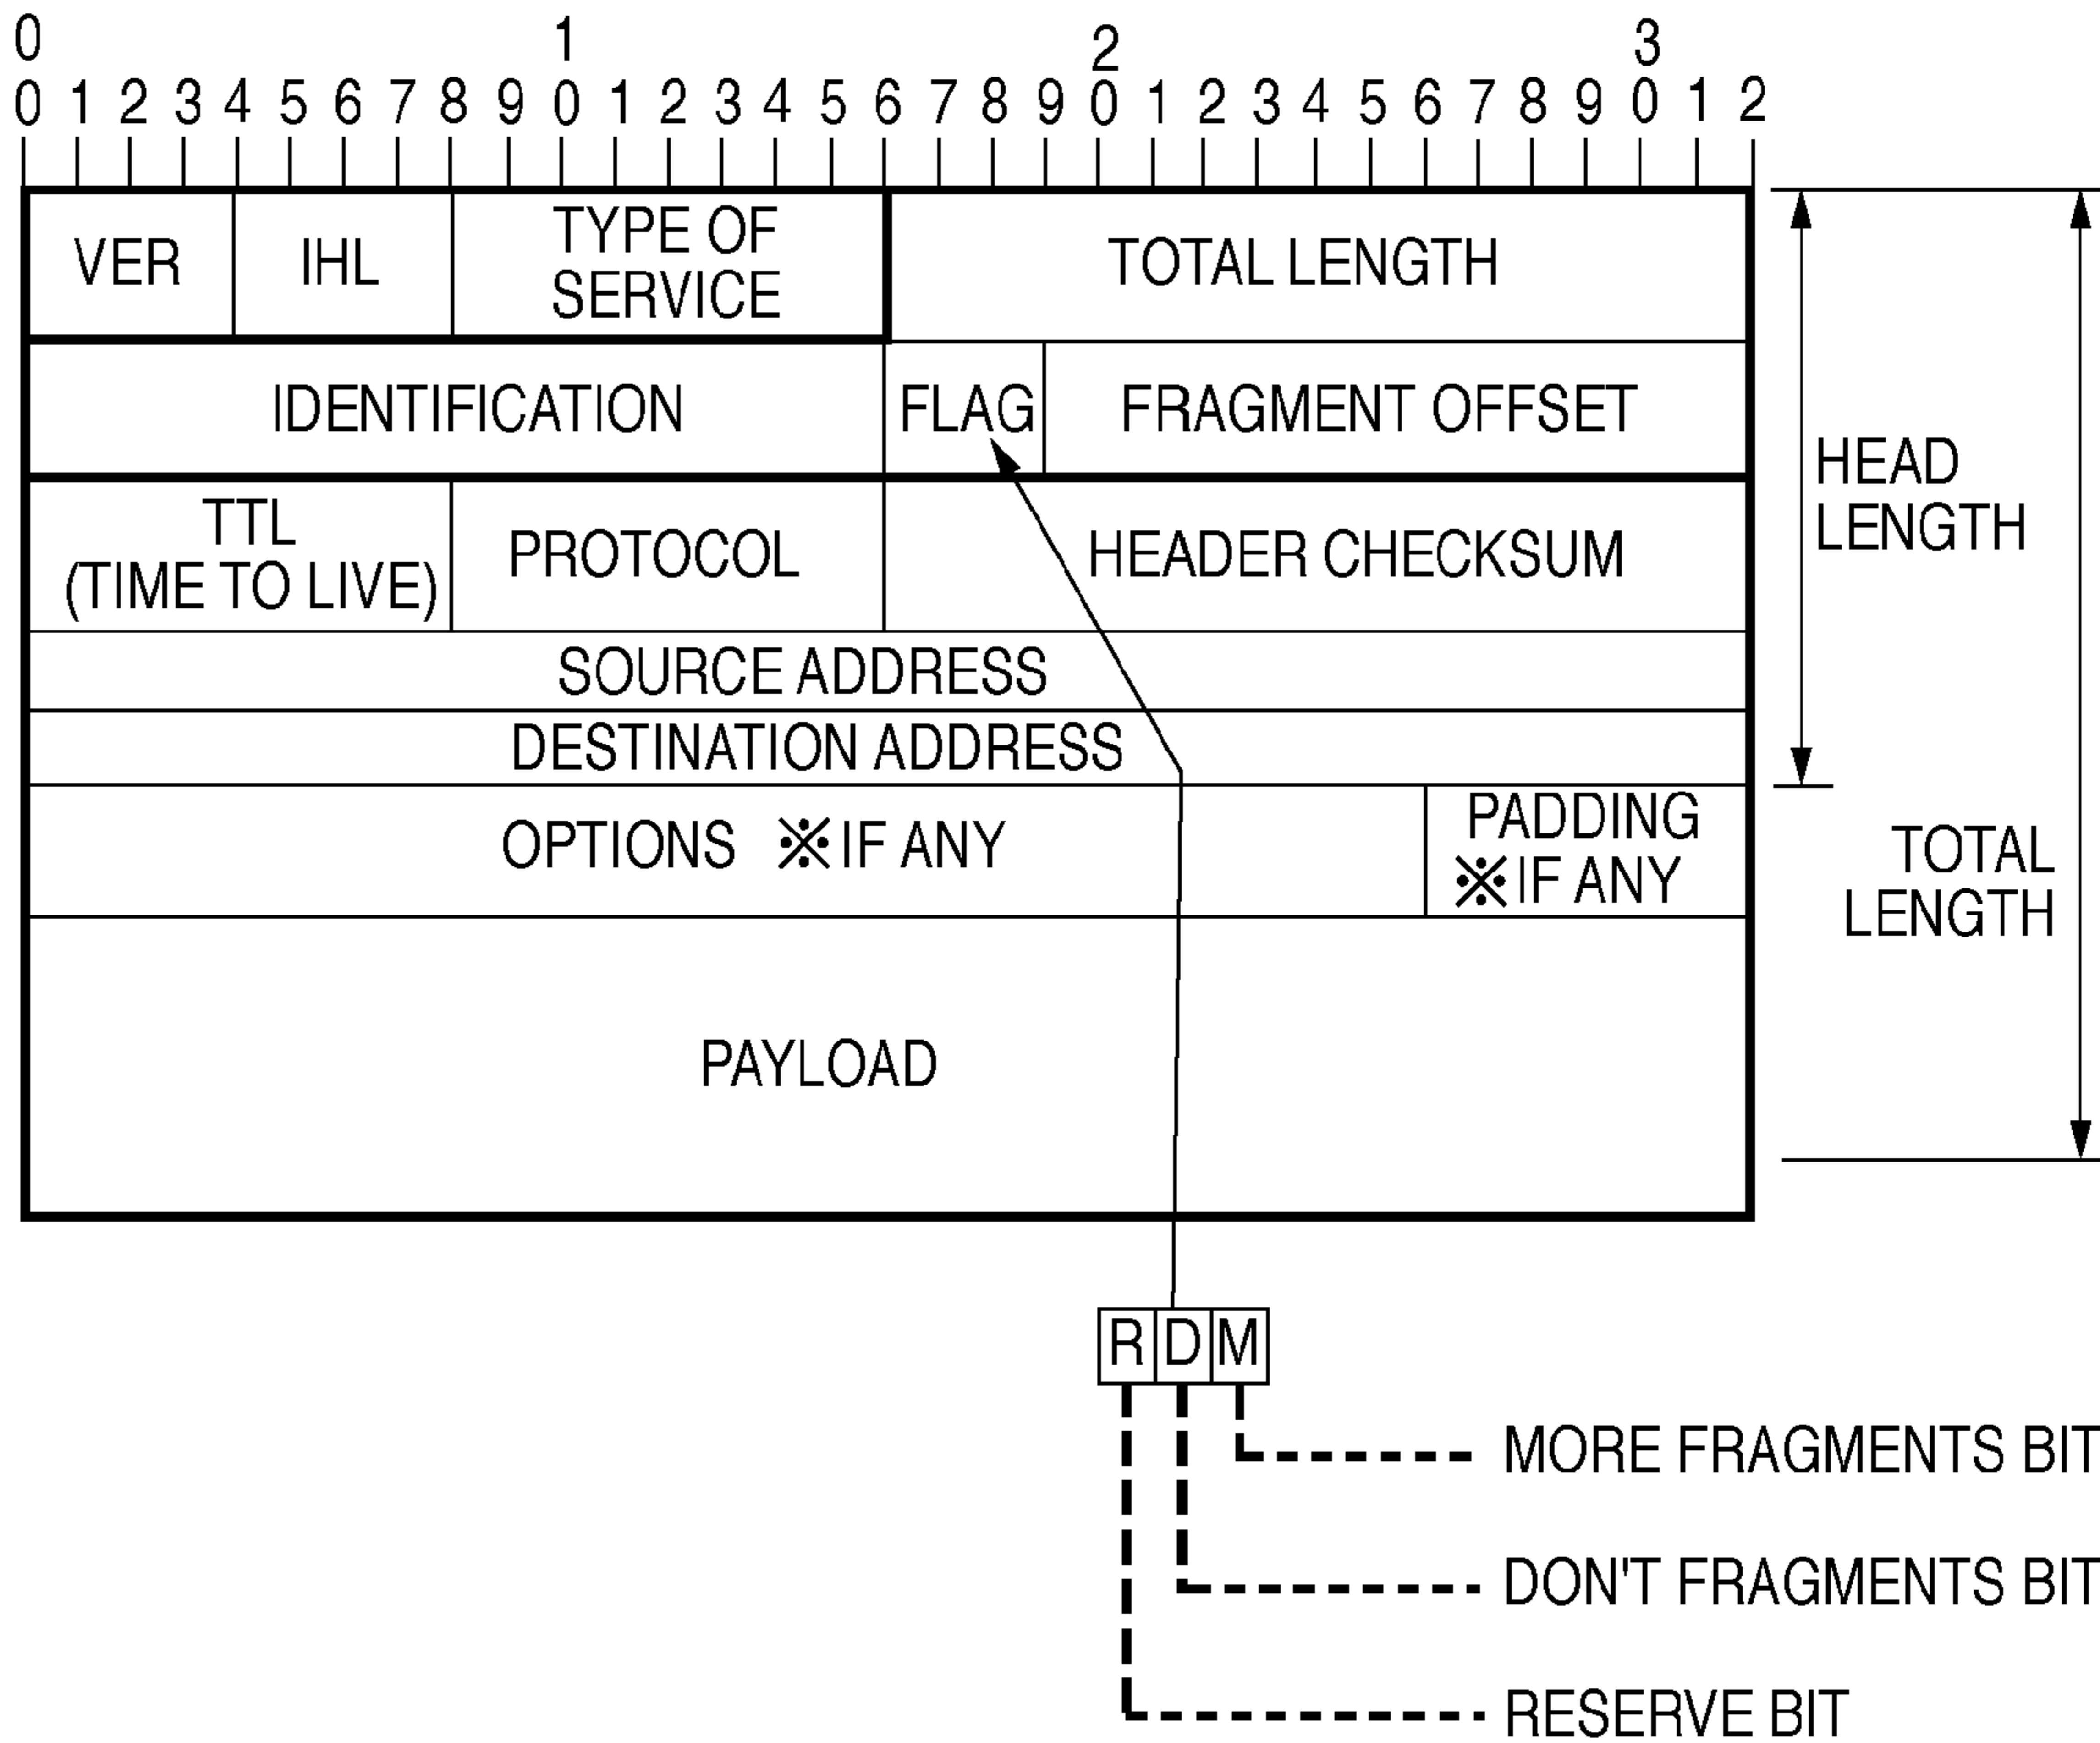 0 1 2 3
0 1 2 3 4 5 6 7 8 9 0 1 2 3 4 5 6 7 8 9 0 1 2 3 4 5 6 7 8 9 0 1 2
VER
IHL
TYPE OF
SERVICE
TOTAL LENGTH
IDENTIFICATION
FLAG
FRAGMENT OFFSET
HEAD
LENGTH
TTL
(TIME TO LIVE)
PROTOCOL
HEADER CHECKSUM
SOURCE ADDRESS
DESTINATION ADDRESS
OPTIONS ※IF ANY
PADDING
※IF ANY
TOTAL
LENGTH
PAYLOAD
R D M
MORE FRAGMENTS BIT
DON'T FRAGMENTS BIT
RESERVE BIT